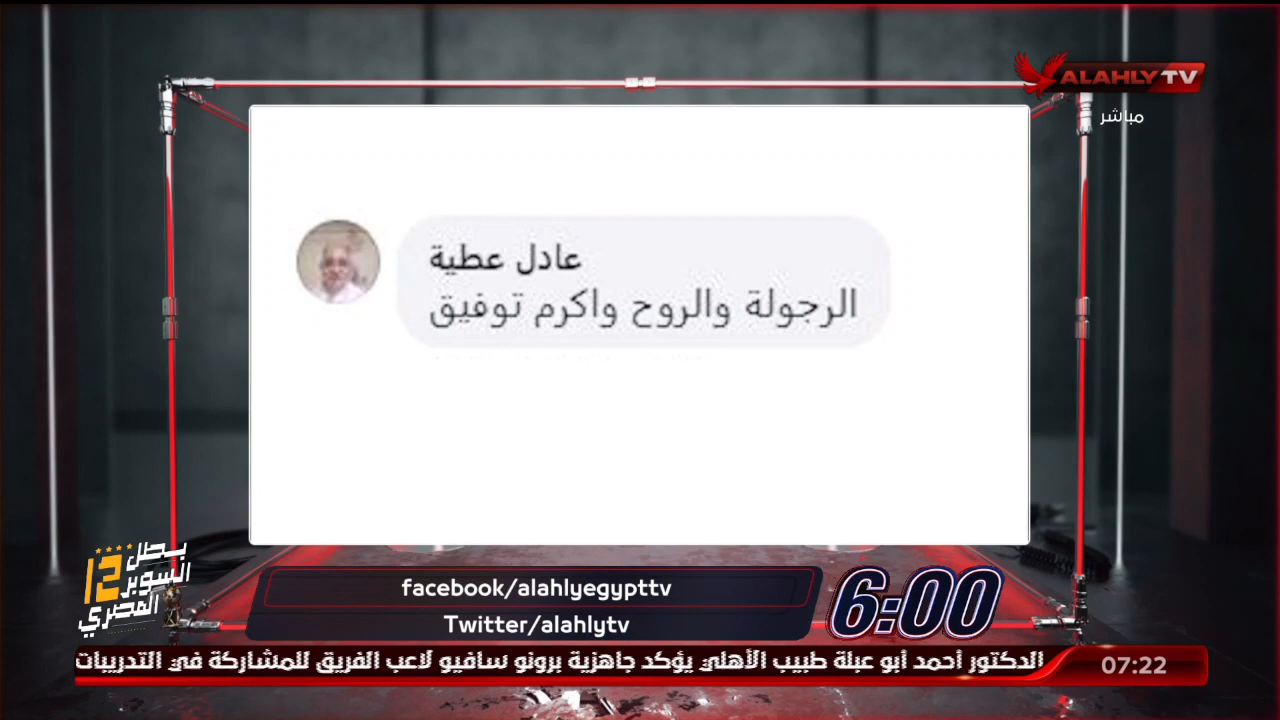 ALAHLY TV
مباشر
عادل عطية
الرجولة والروح واكرم توفيق
بطل
السوبر 12
المصري
facebook/alahlyegypttv
Twitter/alahlytv
6:00
الدكتور أحمد أبو عبلة طبيب الأهلي يؤكد جاهزية برونو سافيو لاعب الفريق للمشاركة في التدريبات
07:22